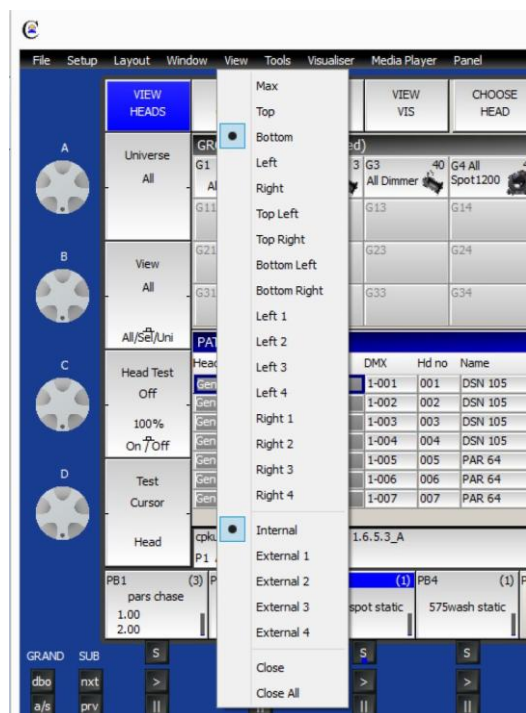 File Setup Layout Window View Tools Visualiser Media Player Panel
VIEW
HEADS
VIEW
VIS
CHOOSE
HEAD
Max
Top
Bottom
Left
Right
Top Left
Top Right
Bottom Left
Bottom Right
Left 1
Left 2
Left 3
Left 4
Right 1
Right 2
Right 3
Right 4
Internal
External 1
External 2
External 3
External 4
Close
Close All
A
Universe
All
B
View
All
All/Sel/Uni
C
Head Test
Off
100%
On / Off
D
Test
Cursor
Head
G1
3 G3 40 G4 All
All Dimmer Spot1200
G11 G13 G14
G21 G23 G24
G31 G33 G34
DMX Hd no Name
Gen 1-001 001 DSN 105
Gen 1-002 002 DSN 105
Gen 1-003 003 DSN 105
Gen 1-004 004 DSN 105
Gen 1-005 005 PAR 64
Gen 1-006 006 PAR 64
Gen 1-007 007 PAR 64
1.6.5.3_A
P1
PB1 (3)
pars chase
1.00
2.00
(1)
spot static
PB4 (1)
575wash static
GRAND SUB
S S S
dbo nxt > > >
a/s prv || || ||